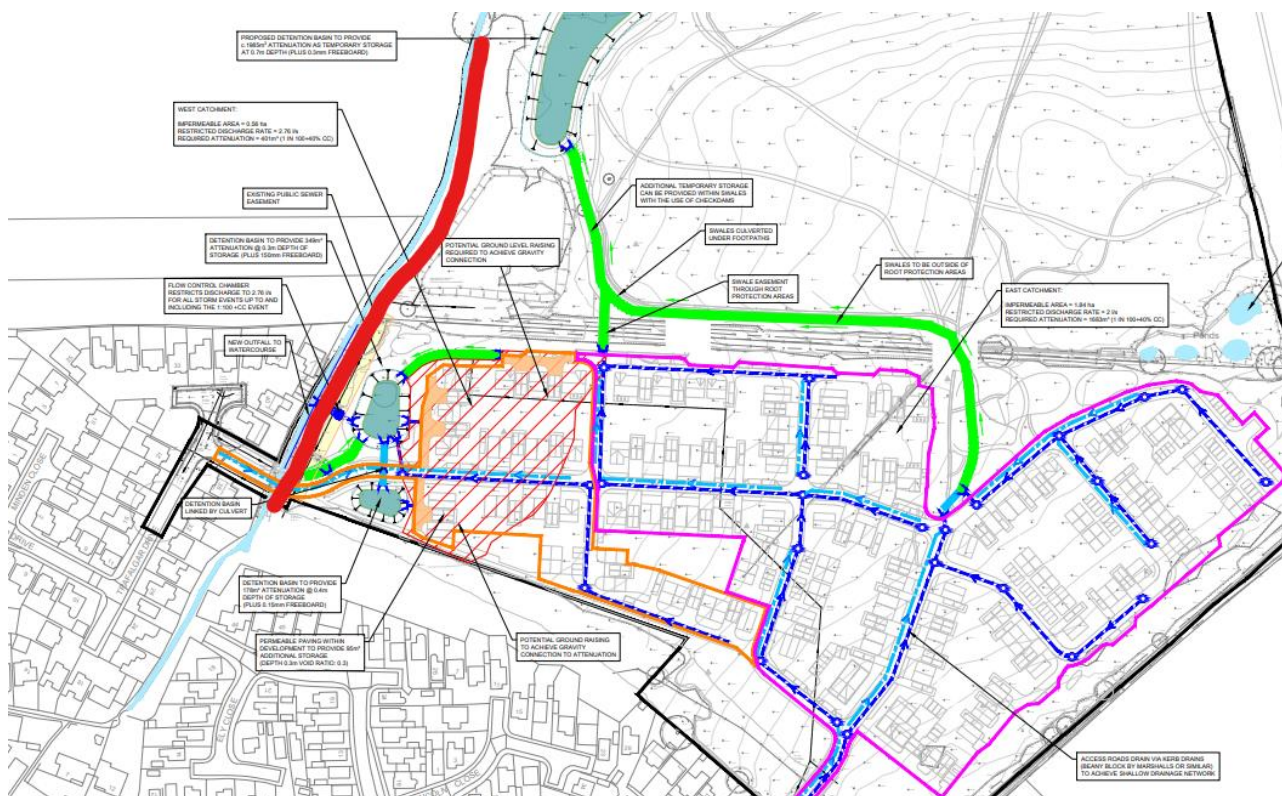 PROPOSED DETENTION BASIN TO PROVIDE
c.1983m³ ATTENUATION AS TEMPORARY STORAGE
AT 0.7m DEPTH (PLUS 0.3mm FREEBOARD)
WEST CATCHMENT:
IMPERMEABLE AREA = 0.56 ha
RESTRICTED DISCHARGE RATE = 2.76 l/s
REQUIRED ATTENUATION = 401m³ (1 IN 100+40% CC)
EXISTING PUBLIC SEWER
EASEMENT
ADDITIONAL TEMPORARY STORAGE
CAN BE PROVIDED WITHIN SWALES
WITH THE USE OF CHECKDAMS
DETENTION BASIN TO PROVIDE 349m³
ATTENUATION @ 0.3m DEPTH OF
STORAGE (PLUS 150mm FREEBOARD)
POTENTIAL GROUND LEVEL RAISING
REQUIRED TO ACHIEVE GRAVITY
CONNECTION
SWALES CULVERTED
UNDER FOOTPATHS
SWALES TO BE OUTSIDE OF
ROOT PROTECTION AREAS
FLOW CONTROL CHAMBER
RESTRICTS DISCHARGE TO 2.76 l/s
FOR ALL STORM EVENTS UP TO AND
INCLUDING THE 1:100 +CC EVENT
SWALE EASEMENT
THROUGH ROOT
PROTECTION AREAS
EAST CATCHMENT:
IMPERMEABLE AREA = 1.84 ha
RESTRICTED DISCHARGE RATE = 2 l/s
REQUIRED ATTENUATION = 1683m³ (1 IN 100+40% CC)
NEW OUTFALL TO
WATERCOURSE
Ponds
MINDEN CLOSE
DRIVE
DETENTION BASIN
LINKED BY CULVERT
DETENTION BASIN TO PROVIDE
178m³ ATTENUATION @ 0.4m
DEPTH OF STORAGE
(PLUS 0.15mm FREEBOARD)
PERMEABLE PAVING WITHIN
DEVELOPMENT TO PROVIDE 95m³
ADDITIONAL STORAGE
(DEPTH 0.3m VOID RATIO: 0.3)
POTENTIAL GROUND RAISING
TO ACHIEVE GRAVITY
CONNECTION TO ATTENUATION
ELY CLOSE
CLOSE
ACCESS ROADS DRAIN VIA KERB DRAINS
(BEANY BLOCK BY MARSHALLS OR SIMILAR)
TO ACHIEVE SHALLOW DRAINAGE NETWORK